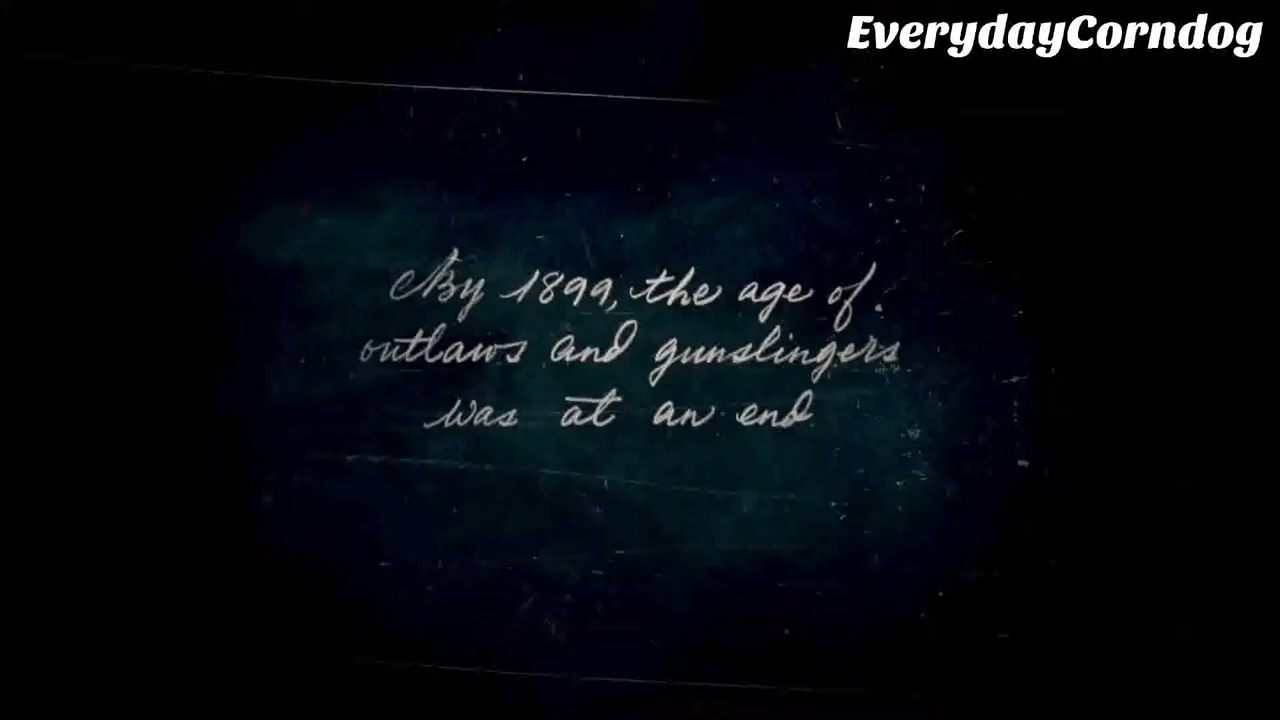 EverydayCorndog
By 1899, the age of
outlaws and gunslingers
was at an end